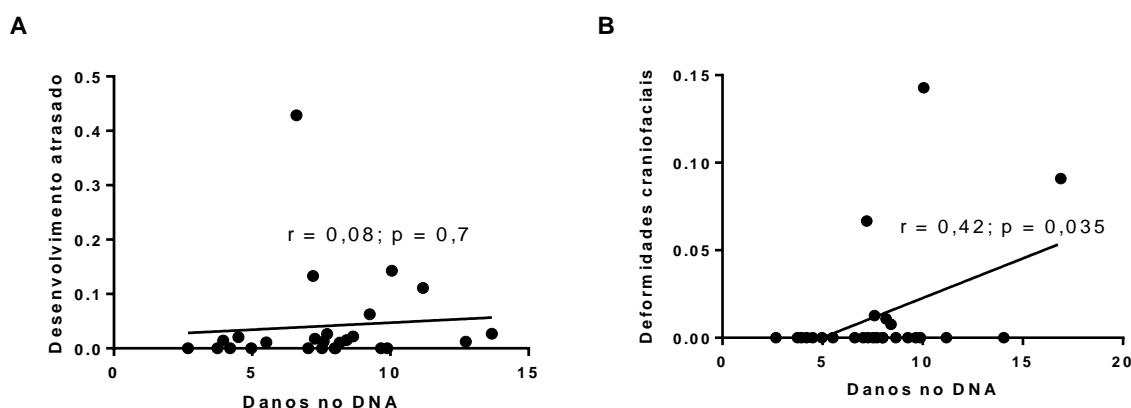 A
Desenvolvimento atrasado
0.5
0.4
0.3
0.2
0.1
0.0
r = 0,08; p = 0,7
0 5 10 15
Danos no DNA
B
Deformidades craniofaciais
0.15
0.10
0.05
0.00
r = 0,42; p = 0,035
0 5 10 15 20
Danos no DNA